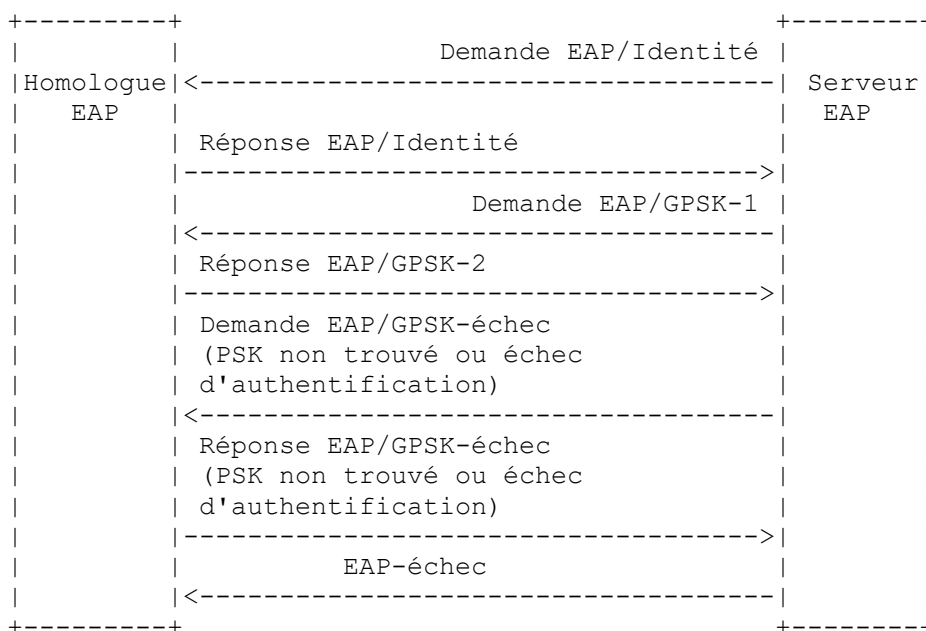 Demande EAP/Identité
Homologue Serveur
EAP EAP
Réponse EAP/Identité
Demande EAP/GPSK-1
Réponse EAP/GPSK-2
Demande EAP/GPSK-échec
(PSK non trouvé ou échec
d'authentification)
Réponse EAP/GPSK-échec
(PSK non trouvé ou échec
d'authentification)
EAP-échec